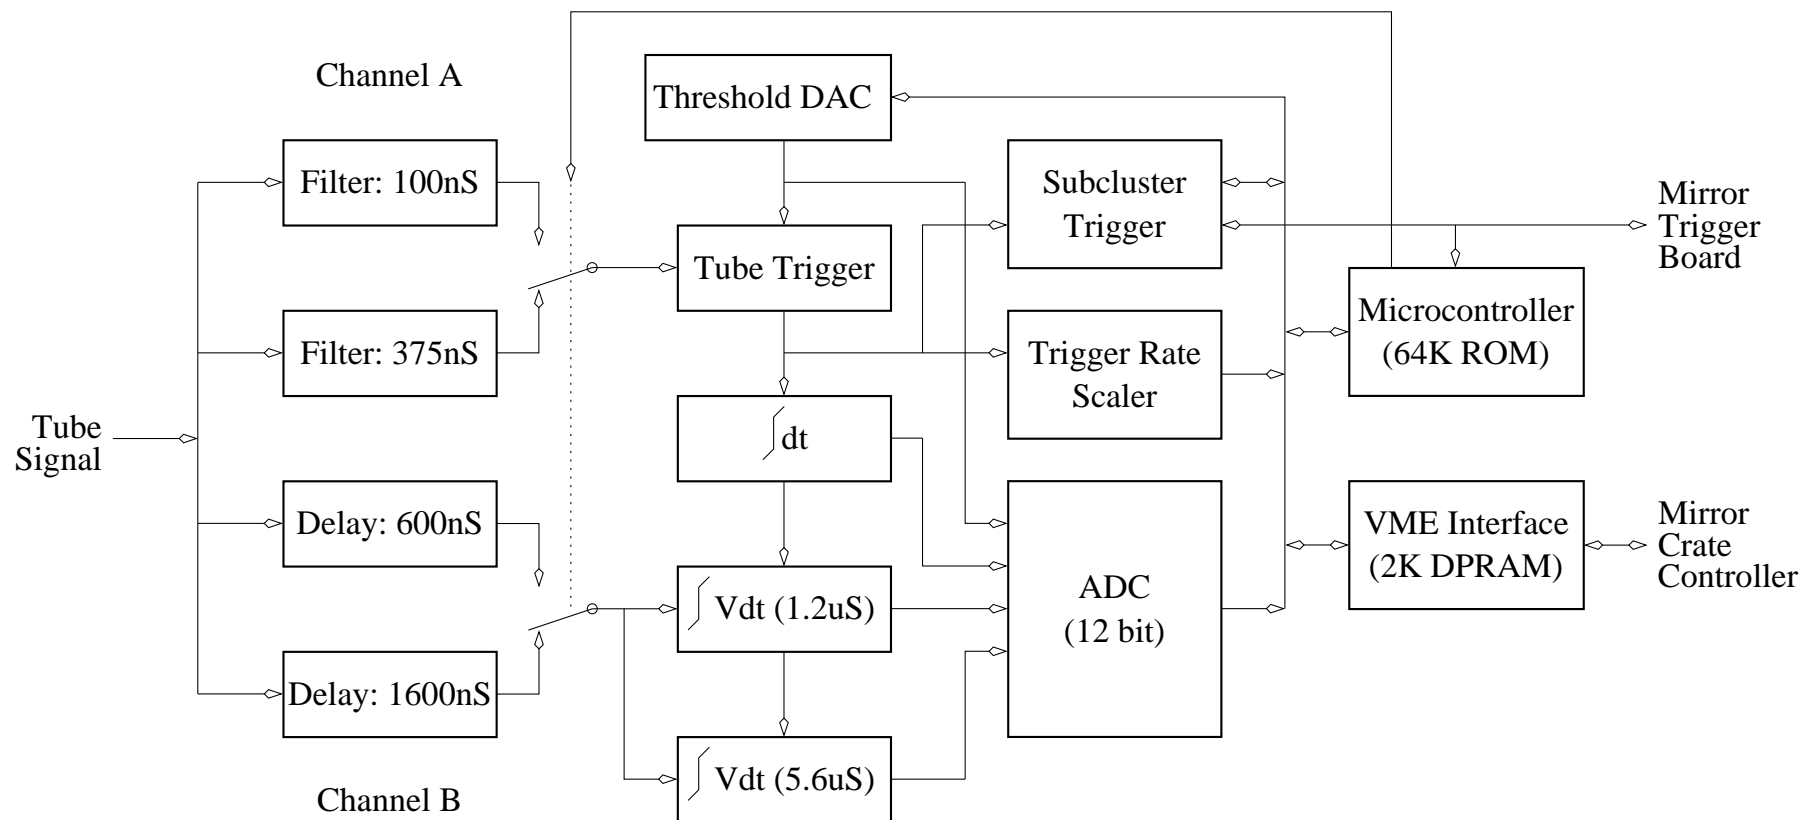 Channel A
Threshold DAC
Filter: 100nS
Subcluster
Trigger
Mirror
Trigger
Board
Tube Trigger
Filter: 375nS
Trigger Rate
Scaler
Microcontroller
(64K ROM)
Tube
Signal
∫dt
Delay: 600nS
ADC
(12 bit)
VME Interface
(2K DPRAM)
Mirror
Crate
Controller
∫ Vdt (1.2uS)
Delay: 1600nS
∫ Vdt (5.6uS)
Channel B